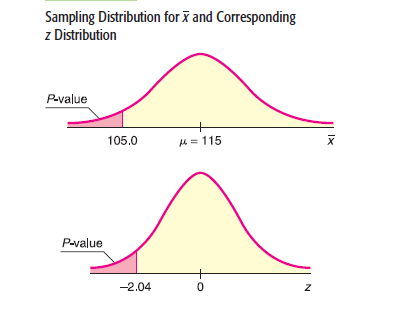 Sampling Distribution for x̄ and Corresponding
z Distribution
P-value
105.0 μ = 115 x̄
P-value
−2.04 0 z